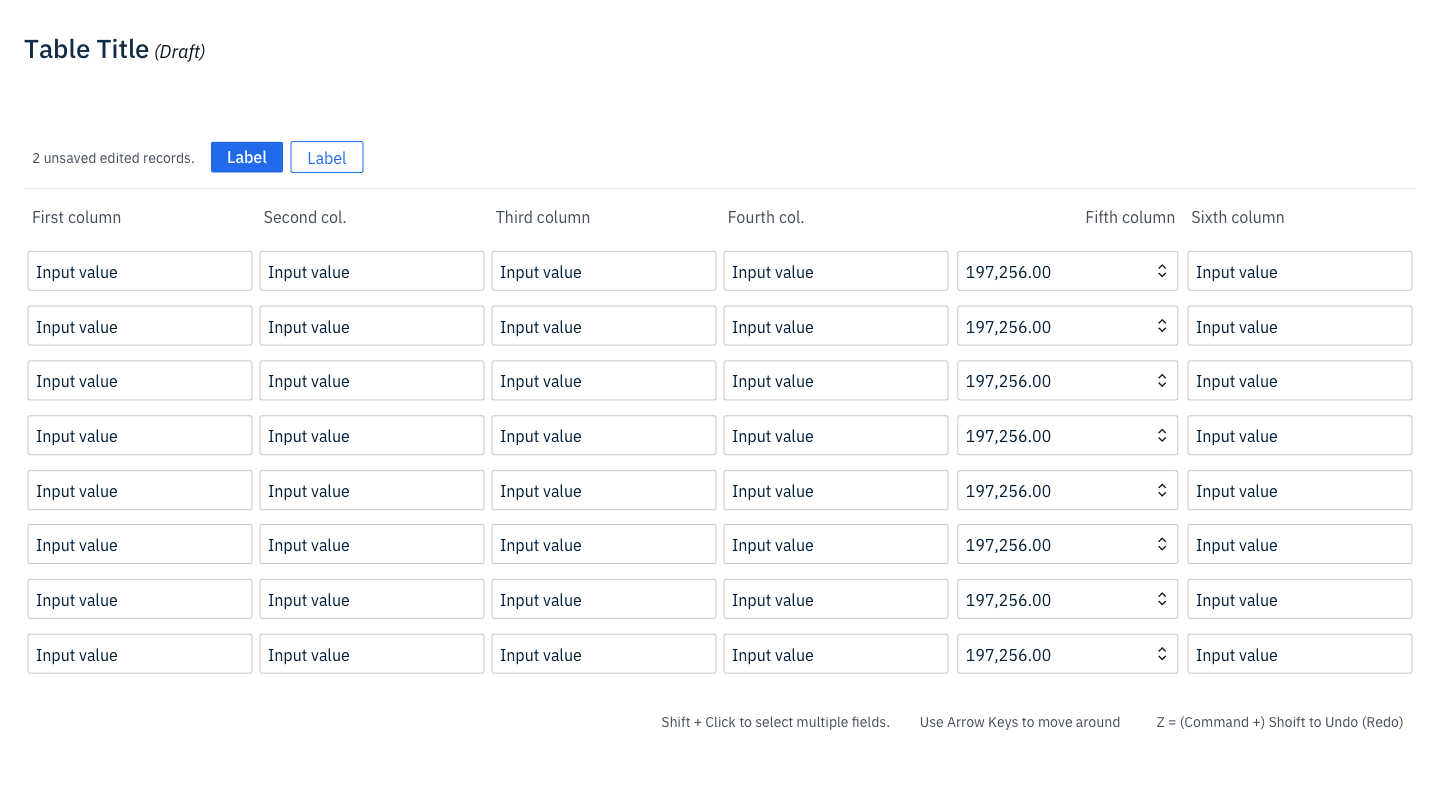 Table Title (Draft)
2 unsaved edited records. Label Label
First column Second col. Third column Fourth col. Fifth column Sixth column
Input value Input value Input value Input value 197,256.00 Input value
Input value Input value Input value Input value 197,256.00 Input value
Input value Input value Input value Input value 197,256.00 Input value
Input value Input value Input value Input value 197,256.00 Input value
Input value Input value Input value Input value 197,256.00 Input value
Input value Input value Input value Input value 197,256.00 Input value
Input value Input value Input value Input value 197,256.00 Input value
Input value Input value Input value Input value 197,256.00 Input value
Shift + Click to select multiple fields. Use Arrow Keys to move around Z = (Command +) Shoift to Undo (Redo)